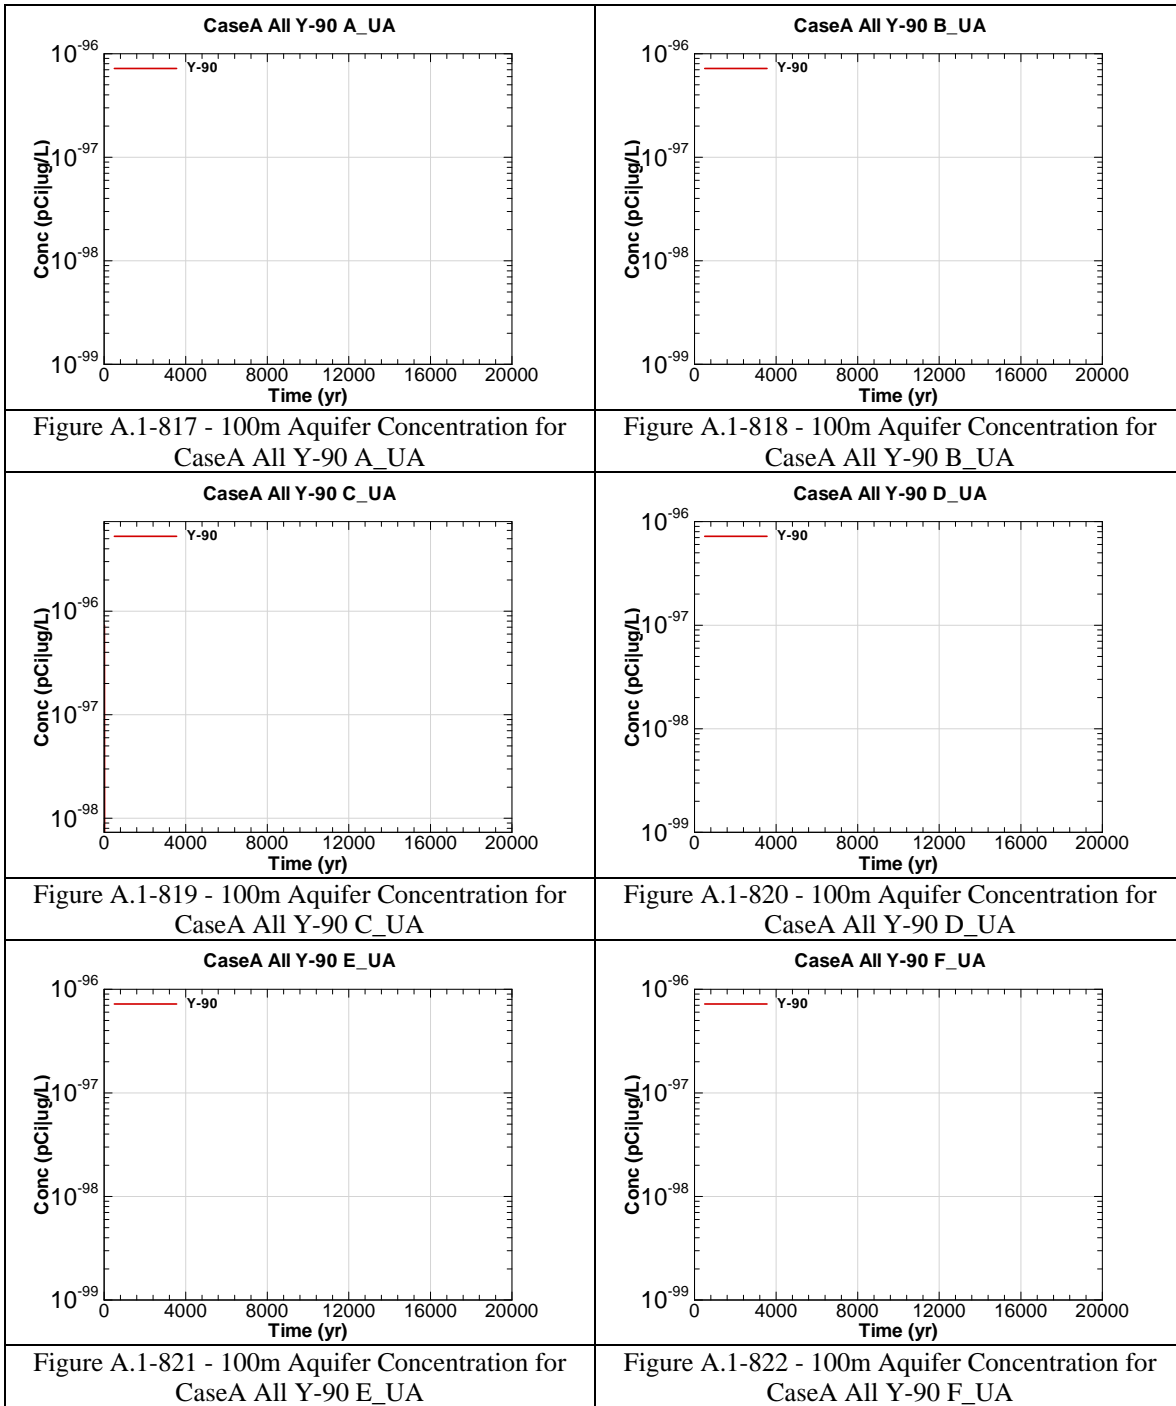 CaseA All Y-90 A_UA
10^-96
Y-90
10^-97
Conc (pCi|ug/L)
10^-98
10^-99
0 4000 8000 12000 16000 20000
Time (yr)
Figure A.1-817 - 100m Aquifer Concentration for
CaseA All Y-90 A_UA
CaseA All Y-90 B_UA
10^-96
Y-90
10^-97
Conc (pCi|ug/L)
10^-98
10^-99
0 4000 8000 12000 16000 20000
Time (yr)
Figure A.1-818 - 100m Aquifer Concentration for
CaseA All Y-90 B_UA
CaseA All Y-90 C_UA
Y-90
10^-96
Conc (pCi|ug/L)
10^-97
10^-98
0 4000 8000 12000 16000 20000
Time (yr)
Figure A.1-819 - 100m Aquifer Concentration for
CaseA All Y-90 C_UA
CaseA All Y-90 D_UA
10^-96
Y-90
10^-97
Conc (pCi|ug/L)
10^-98
10^-99
0 4000 8000 12000 16000 20000
Time (yr)
Figure A.1-820 - 100m Aquifer Concentration for
CaseA All Y-90 D_UA
CaseA All Y-90 E_UA
10^-96
Y-90
10^-97
Conc (pCi|ug/L)
10^-98
10^-99
0 4000 8000 12000 16000 20000
Time (yr)
Figure A.1-821 - 100m Aquifer Concentration for
CaseA All Y-90 E_UA
CaseA All Y-90 F_UA
10^-96
Y-90
10^-97
Conc (pCi|ug/L)
10^-98
10^-99
0 4000 8000 12000 16000 20000
Time (yr)
Figure A.1-822 - 100m Aquifer Concentration for
CaseA All Y-90 F_UA